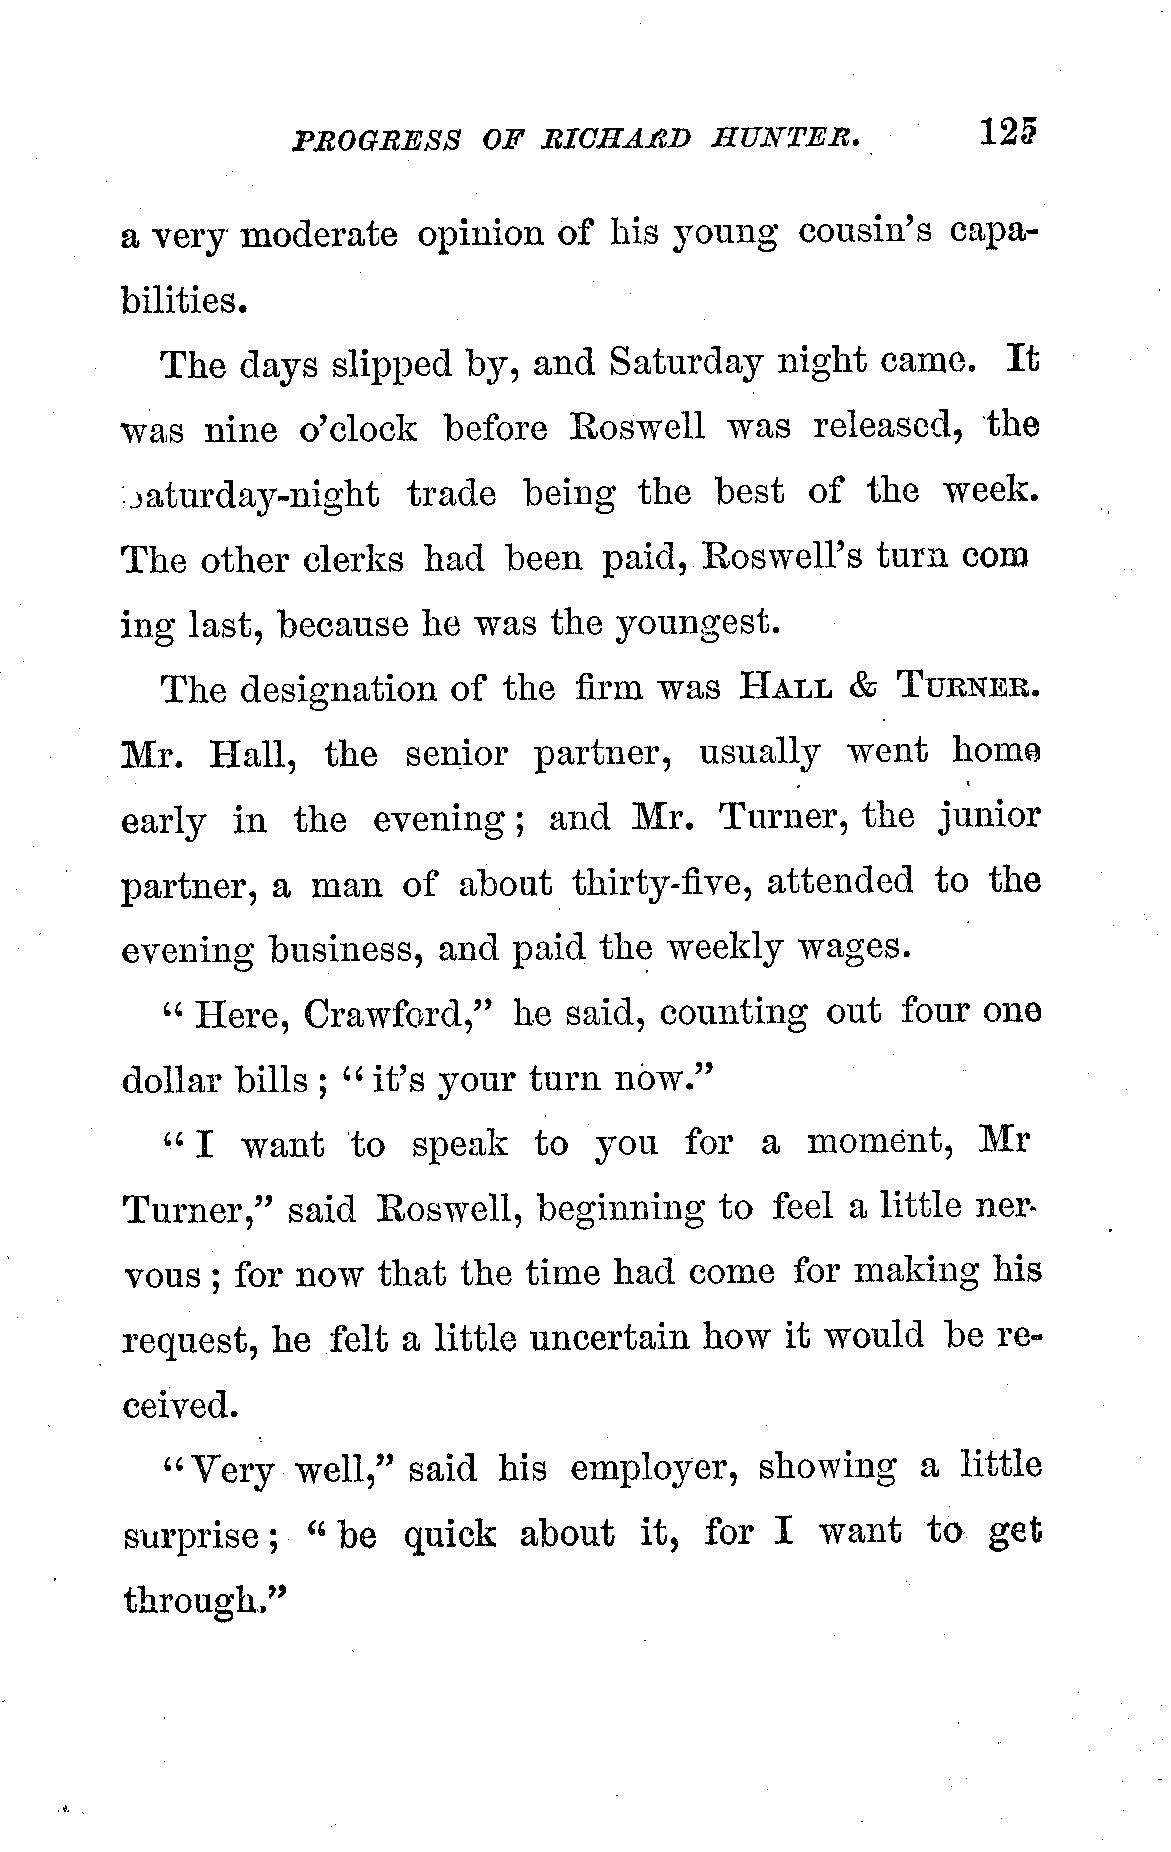 PROGRESS OF RICHARD HUNTER. 125
a very moderate opinion of his young cousin's capa-
bilities.
The days slipped by, and Saturday night came. It
was nine o'clock before Roswell was released, the
Saturday-night trade being the best of the week.
The other clerks had been paid, Roswell's turn com
ing last, because he was the youngest.
The designation of the firm was HALL & TURNER.
Mr. Hall, the senior partner, usually went home
early in the evening; and Mr. Turner, the junior
partner, a man of about thirty-five, attended to the
evening business, and paid the weekly wages.
"Here, Crawford," he said, counting out four one
dollar bills; "it's your turn now."
"I want to speak to you for a moment, Mr
Turner," said Roswell, beginning to feel a little ner-
vous; for now that the time had come for making his
request, he felt a little uncertain how it would be re-
ceived.
"Very well," said his employer, showing a little
surprise; "be quick about it, for I want to get
through."